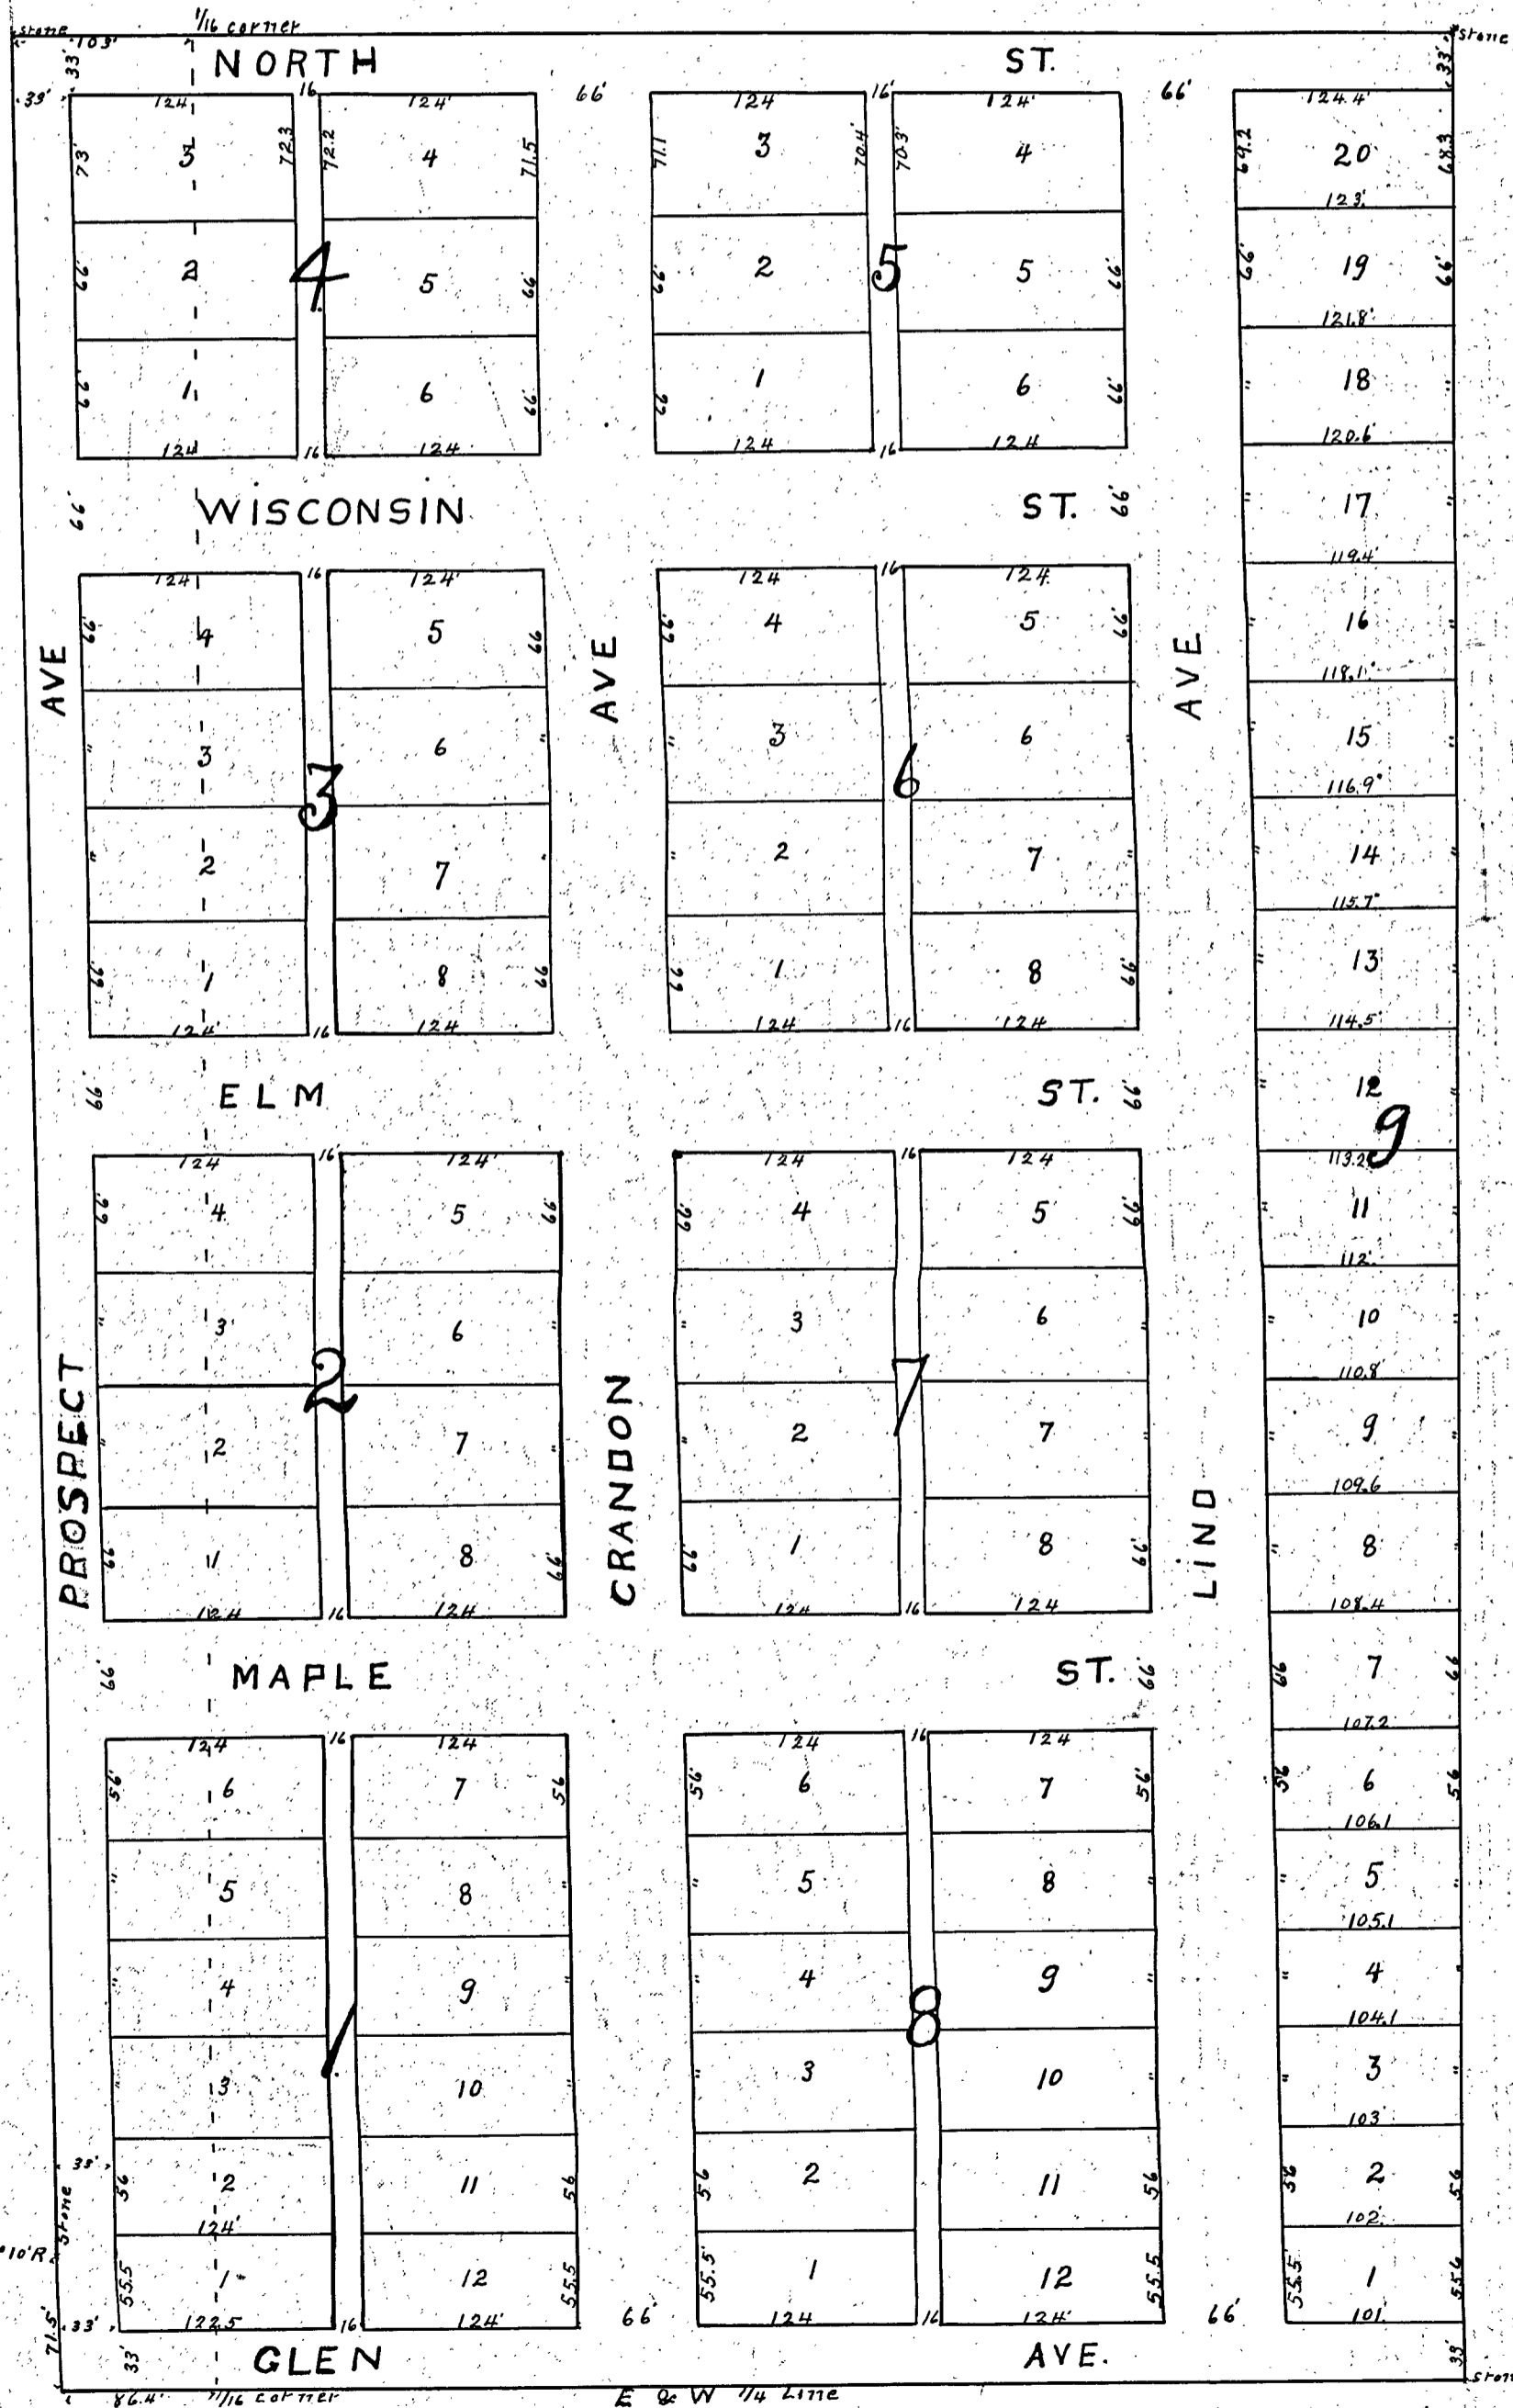 1/16 corner
stone 103' stone
33' NORTH ST. 33'
39' 124 16' 124' 66' 124 16' 124' 66' 124.4'
73' 3 72.3 72.2 4 71.5 71.1 3 70.4' 70.3' 4 69.2 20 68.3
123'
66' 2 4 5 66' 66' 2 5 5 66' 66' 19 66'
121.8'
66' 1 6 66' 66 1 6 66' " 18 "
124 16 124 124 16 124 120.6'
66' WISCONSIN ST. 66' " 17 "
119.4'
124 16 124' 124 16 124
66' 4 5 66 66' 4 5 66' " 16 "
AVE AVE AVE
118.1'
" 3 3 6 " " 3 6 6 " " 15 "
116.9'
" 2 7 " " 2 7 " " 14 "
115.7'
66' 1 8 66 66 1 8 66' " 13 "
124' 16 124 124 16 124 114.5'
66' ELM ST. 66' " 12
9
124 16' 124' 124 16 124 113.2
66' 4 5 66' 66' 4 5 66' " 11
112'
" 3 6 " " 3 6 " " 10 "
2 7
110.8'
PROSPECT CRANDON LIND
" 2 7 " " 2 7 " " 9 "
109.6
66' 1 8 66' 66' 1 8 66' " 8 "
124 16 124 124 16 124 108.4
66' MAPLE ST. 66' 66 7 66
107.2
124 16 124 124 16 124
56' 6 7 56 56' 6 7 56' 56 6 56
106.1
" 5 8 " " 5 8 " " 5 "
105.1
" 4 9 " " 4 9 " " 4 "
1 8
104.1
" 3 10 " " 3 10 " " 3 "
103'
56 2 11 56 56 2 11 56 56 2 56
stone 124' 102'
10'R 55.5 1 12 55.5 55.5' 1 12 55.5 55.5' 1 55.6
71.5' 33' 122.5 16 124' 66' 124 16 124' 66' 101'
33' GLEN AVE. 33'
86.4' 1/16 corner E & W 1/4 Line